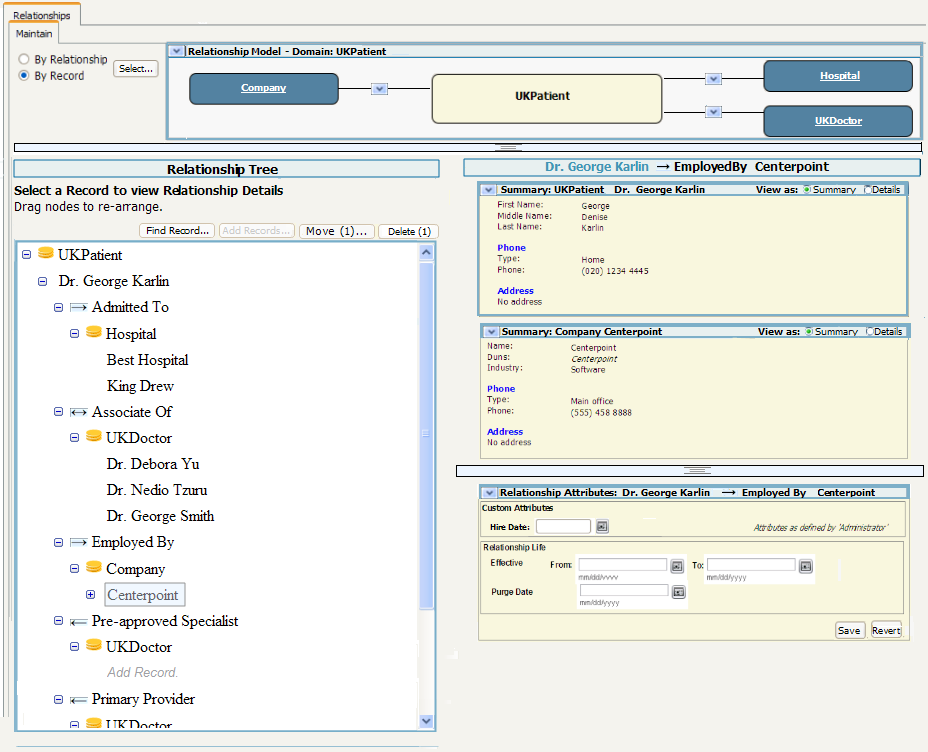 Relationships
Maintain
By Relationship
By Record
Select...
Relationship Model - Domain: UKPatient
Company
UKPatient
Hospital
UKDoctor
Relationship Tree
Select a Record to view Relationship Details
Drag nodes to re-arrange.
Find Record... Add Records... Move (1)... Delete (1)
UKPatient
Dr. George Karlin
Admitted To
Hospital
Best Hospital
King Drew
Associate Of
UKDoctor
Dr. Debora Yu
Dr. Nedio Tzuru
Dr. George Smith
Employed By
Company
Centerpoint
Pre-approved Specialist
UKDoctor
Add Record.
Primary Provider
UKDoctor
Dr. George Karlin → EmployedBy Centerpoint
Summary: UKPatient Dr. George Karlin View as: Summary Details
First Name: George
Middle Name: Denise
Last Name: Karlin
Phone
Type: Home
Phone: (020) 1234 4445
Address
No address
Summary: Company Centerpoint View as: Summary Details
Name: Centerpoint
Duns: Centerpoint
Industry: Software
Phone
Type: Main office
Phone: (555) 458 8888
Address
No address
Relationship Attributes: Dr. George Karlin → Employed By Centerpoint
Custom Attributes
Hire Date: Attributes as defined by 'Administrator'
Relationship Life
Effective From: To:
mm/dd/yyyy mm/dd/yyyy
Purge Date
mm/dd/yyyy
Save Revert